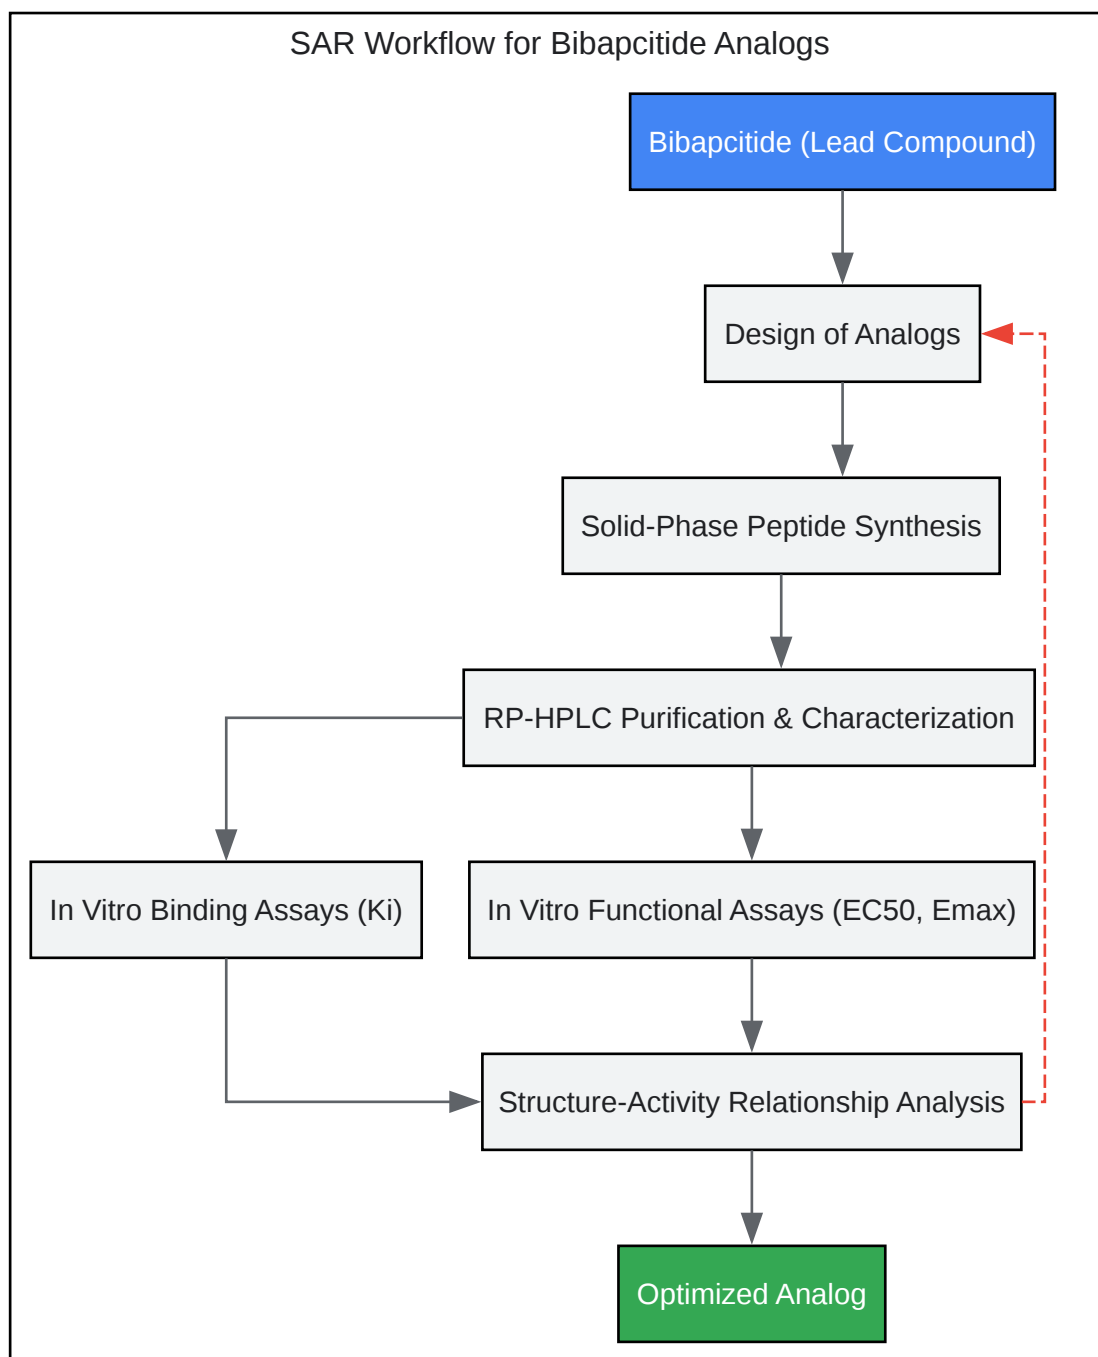 SAR Workflow for Bibapcitide Analogs
Bibapcitide (Lead Compound)
Design of Analogs
Solid-Phase Peptide Synthesis
RP-HPLC Purification & Characterization
In Vitro Binding Assays (Ki)
In Vitro Functional Assays (EC50, Emax)
Structure-Activity Relationship Analysis
Optimized Analog